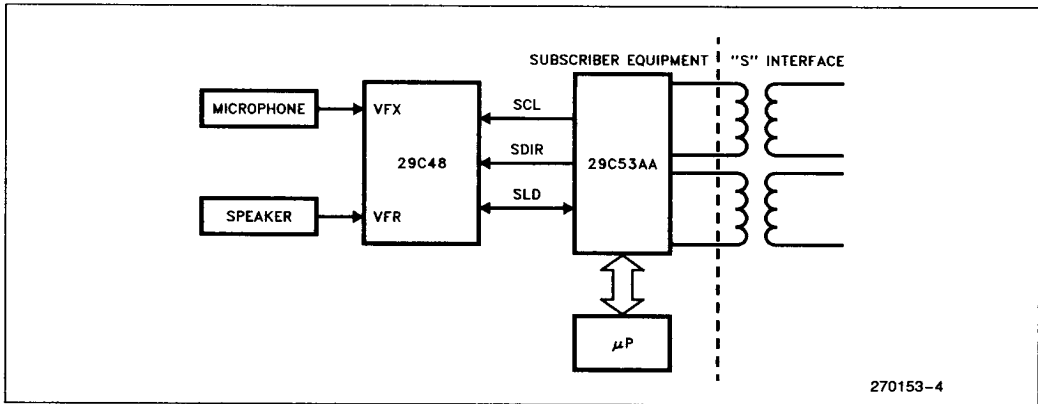 SUBSCRIBER EQUIPMENT
"S" INTERFACE
MICROPHONE
VFX
SCL
SDIR
29C48
29C53AA
SLD
SPEAKER
VFR
μP
270153-4